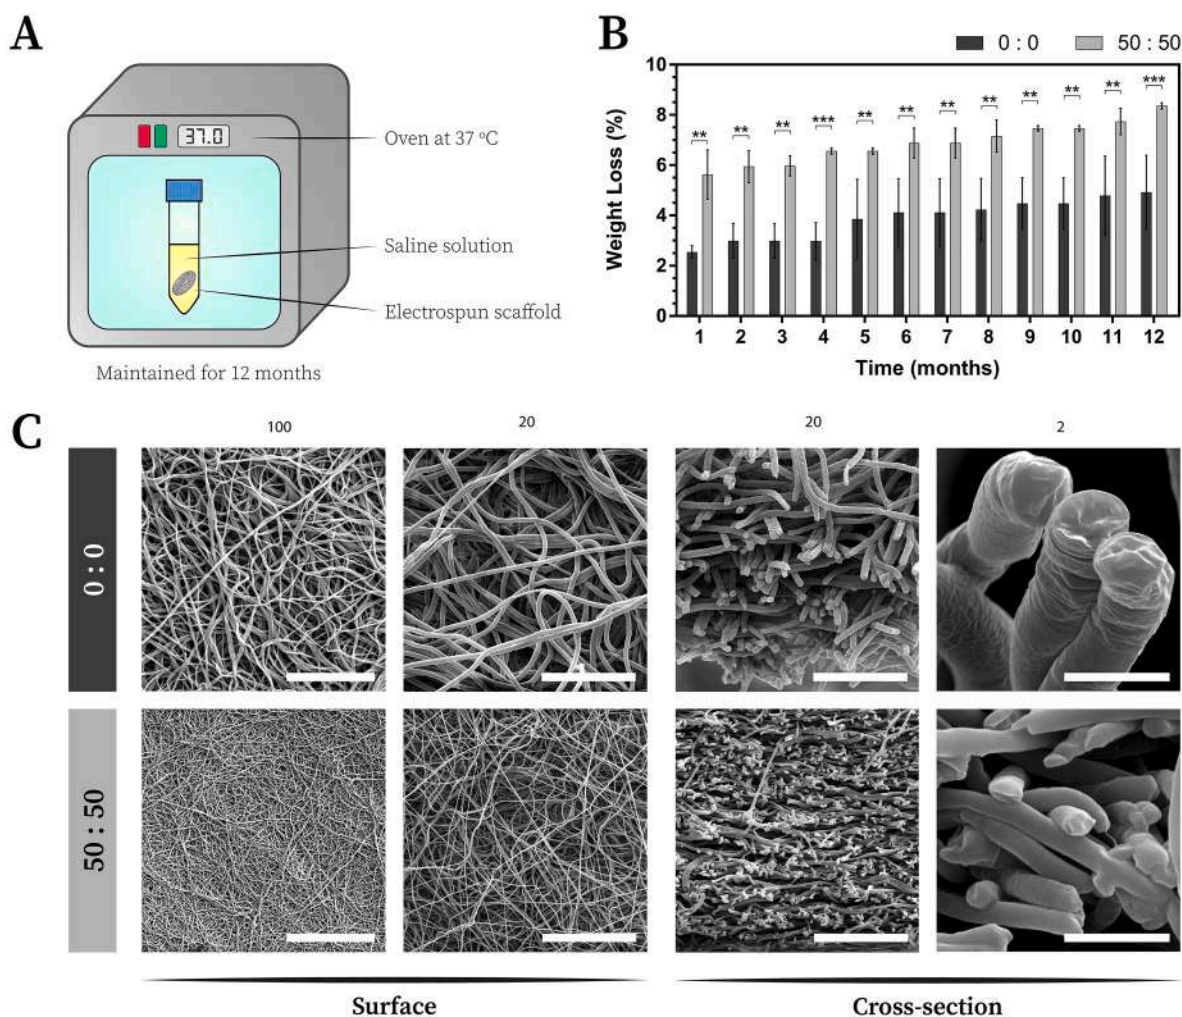 A
37.0
Oven at 37 ºC
Saline solution
Electrospun scaffold
Maintained for 12 months
B
0 : 0 50 : 50
Weight Loss (%)
10
8
6
4
2
0
** ** ** *** ** ** ** ** ** ** ** ***
1 2 3 4 5 6 7 8 9 10 11 12
Time (months)
C
100 20 20 2
0 : 0
50 : 50
Surface Cross-section